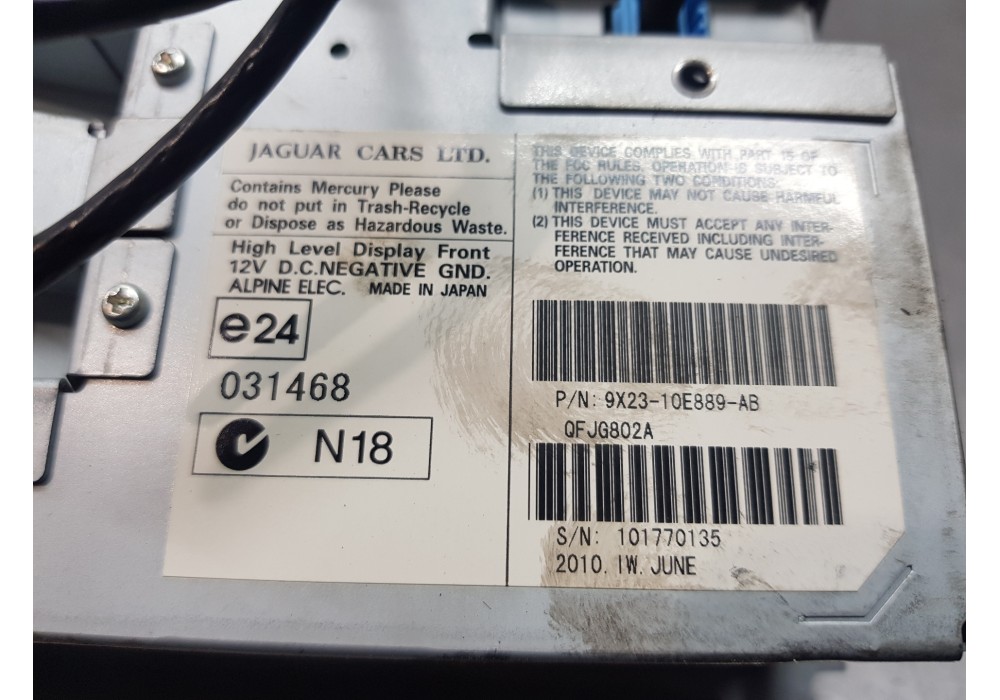 JAGUAR CARS LTD.
Contains Mercury Please
do not put in Trash-Recycle
or Dispose as Hazardous Waste.
High Level Display Front
12V D.C.NEGATIVE GND.
ALPINE ELEC. MADE IN JAPAN
e24
031468
N18
THIS DEVICE COMPLIES WITH PART 15 OF
THE FCC RULES. OPERATION IS SUBJECT TO
THE FOLLOWING TWO CONDITIONS:
(1) THIS DEVICE MAY NOT CAUSE HARMFUL
INTERFERENCE.
(2) THIS DEVICE MUST ACCEPT ANY INTER-
FERENCE RECEIVED INCLUDING INTER-
FERENCE THAT MAY CAUSE UNDESIRED
OPERATION.
P/N: 9X23-10E889-AB
QFJG802A
S/N: 101770135
2010. 1W. JUNE